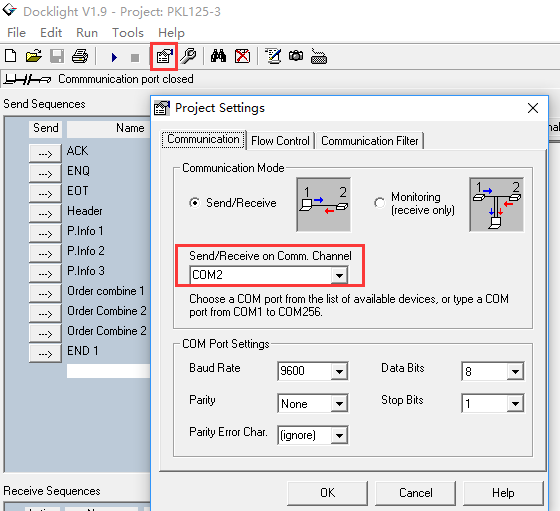 Docklight V1.9 - Project: PKL125-3
File Edit Run Tools Help
Commmunication port closed
Send Sequences
Send Name
---> ACK
---> ENQ
---> EOT
---> Header
---> P.Info 1
---> P.Info 2
---> P.Info 3
---> Order combine 1
---> Order Combine 2
---> Order Combine 2
---> END 1
Receive Sequences
Project Settings
Communication Flow Control Communication Filter
Communication Mode
Send/Receive
1 2
Monitoring
(receive only)
1 2
Send/Receive on Comm. Channel
COM2
Choose a COM port from the list of available devices, or type a COM
port from COM1 to COM256.
COM Port Settings
Baud Rate 9600 Data Bits 8
Parity None Stop Bits 1
Parity Error Char. (ignore)
OK Cancel Help